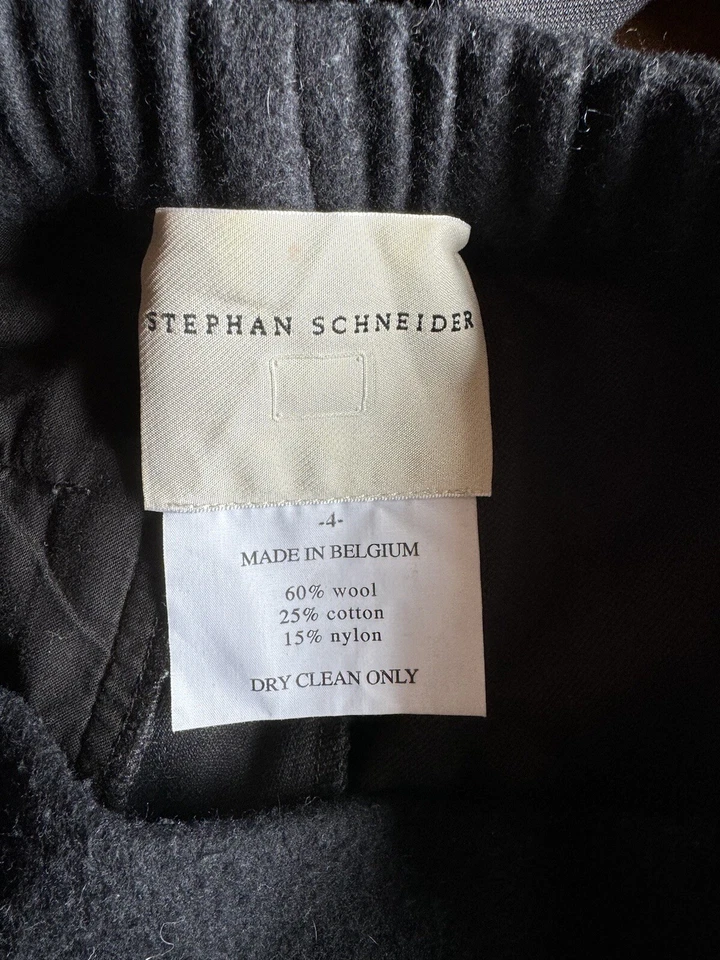 STEPHAN SCHNEIDER
-4-
MADE IN BELGIUM
60% wool
25% cotton
15% nylon
DRY CLEAN ONLY